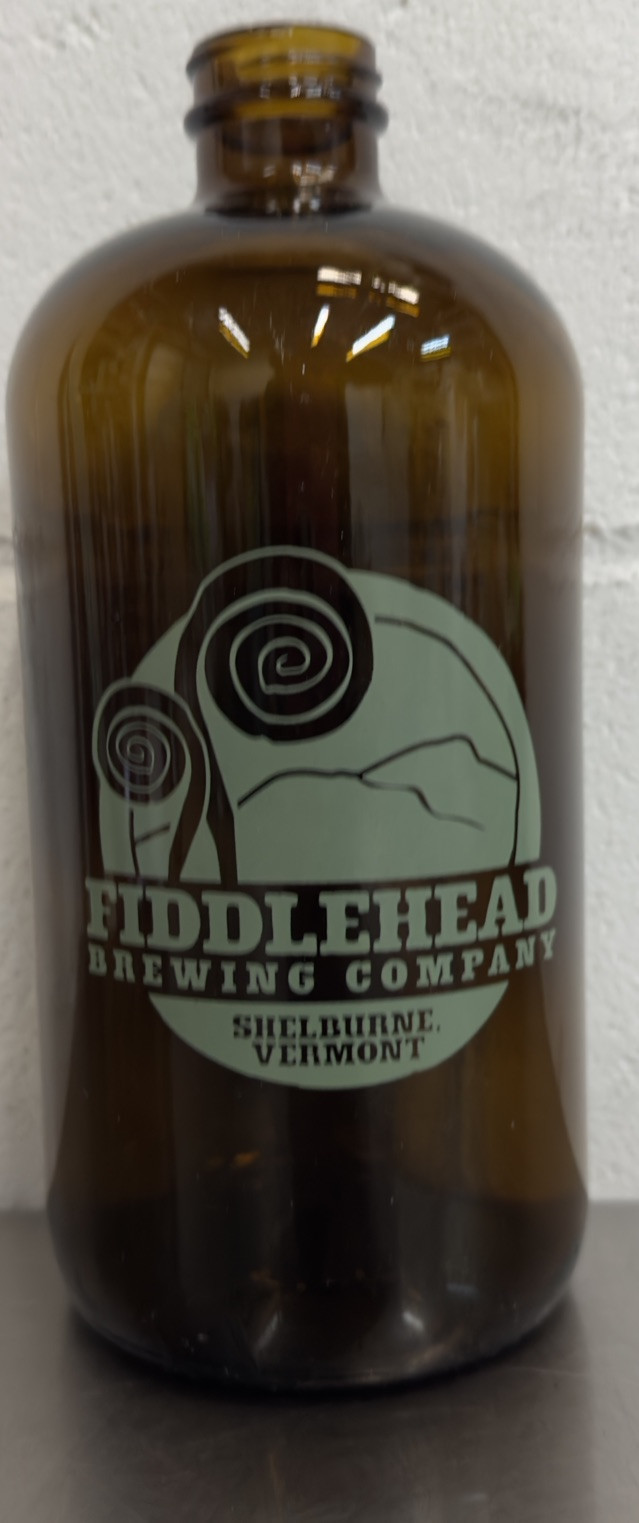 FIDDLEHEAD
BREWING COMPANY
SHELBURNE,
VERMONT